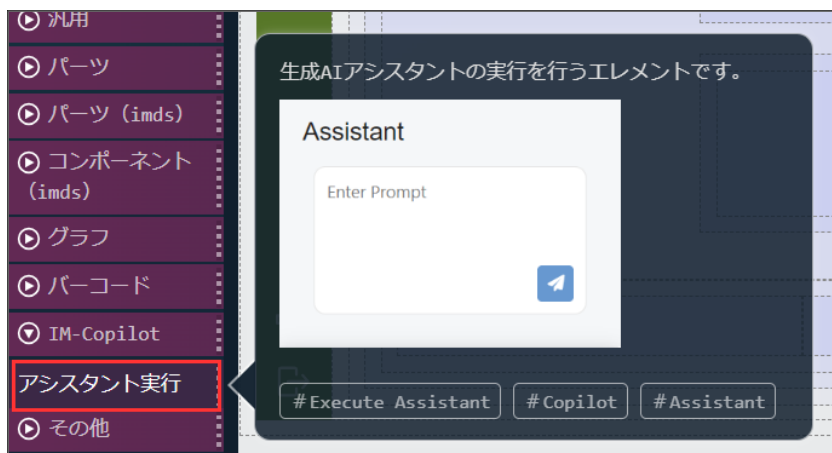 汎用
パーツ
パーツ (imds)
コンポーネント
(imds)
グラフ
バーコード
IM-Copilot
アシスタント実行
その他
生成AIアシスタントの実行を行うエレメントです。
Assistant
Enter Prompt
#Execute Assistant
#Copilot
#Assistant